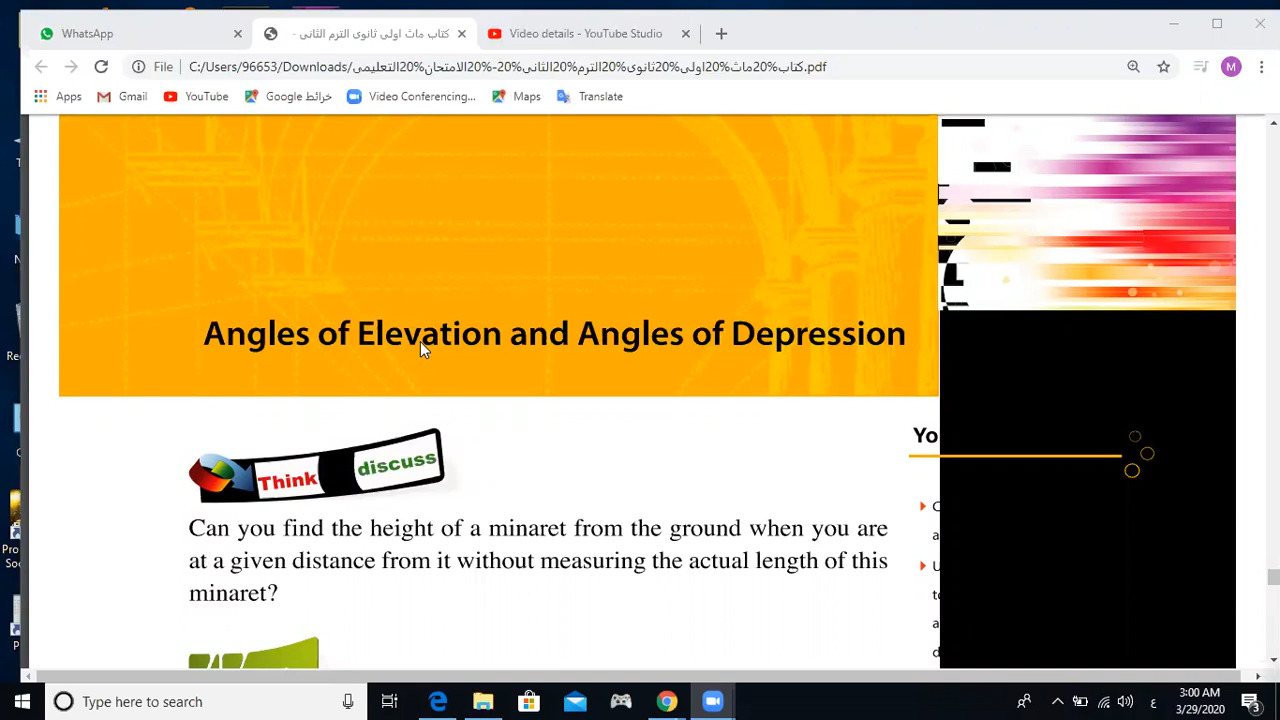 WhatsApp
كتاب ماث اولى ثانوى الترم الثانى -
Video details - YouTube Studio
File
C:/Users/96653/Downloads/كتاب%20ماث%20اولى%20ثانوى%20الترم%20الثانى%20-%20الامتحان%20التعليمى.pdf
M
Apps
Gmail
YouTube
خرائط Google
Video Conferencing...
Maps
Translate
Angles of Elevation and Angles of Depression
Yo
Think
discuss
Can you find the height of a minaret from the ground when you are
at a given distance from it without measuring the actual length of this
minaret?
Type here to search
ع
3:00 AM
3/29/2020
3